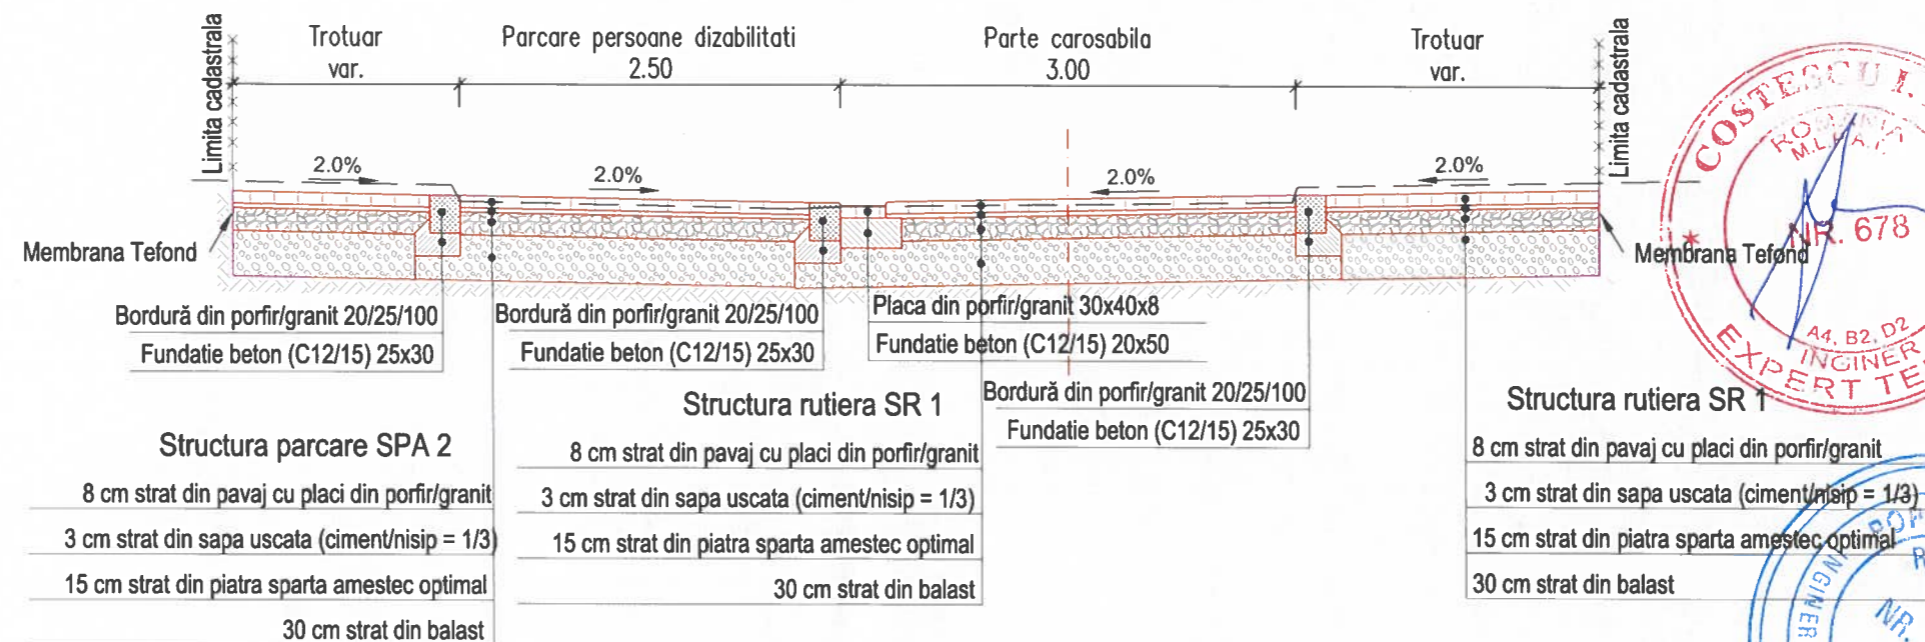 Trotuar
var.
Parcare persoane dizabilitati
2.50
Parte carosabila
3.00
Trotuar
var.
Limita cadastrala
Limita cadastrala
2.0%
2.0%
2.0%
2.0%
Membrana Tefond
Membrana Tefond
Bordură din porfir/granit 20/25/100
Fundatie beton (C12/15) 25x30
Bordură din porfir/granit 20/25/100
Fundatie beton (C12/15) 25x30
Placa din porfir/granit 30x40x8
Fundatie beton (C12/15) 20x50
Bordură din porfir/granit 20/25/100
Fundatie beton (C12/15) 25x30
Structura parcare SPA 2
8 cm strat din pavaj cu placi din porfir/granit
3 cm strat din sapa uscata (ciment/nisip = 1/3)
15 cm strat din piatra sparta amestec optimal
30 cm strat din balast
Structura rutiera SR 1
8 cm strat din pavaj cu placi din porfir/granit
3 cm strat din sapa uscata (ciment/nisip = 1/3)
15 cm strat din piatra sparta amestec optimal
30 cm strat din balast
Structura rutiera SR 1
8 cm strat din pavaj cu placi din porfir/granit
3 cm strat din sapa uscata (ciment/nisip = 1/3)
15 cm strat din piatra sparta amestec optimal
30 cm strat din balast
COSTESCU I.
ROMANIA
NR. 678
A4, B2, D2
INGINER
EXPERT
INGINER
NR.